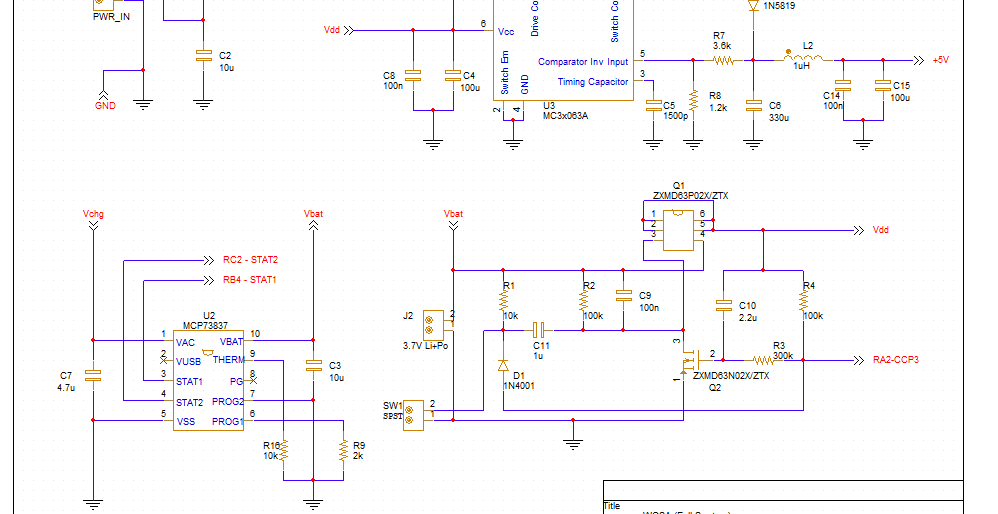 PWR_IN
1N5819
Drive Co
Switch Co
Vdd
6
Vcc
R7
3.6k
L2
1uH
+5V
C2
10u
Comparator Inv Input
5
C8
100n
C4
100u
Switch Em
GND
Timing Capacitor
3
GND
2
4
U3
MC3x063A
C5
1500p
R8
1.2k
C6
330u
C14
100n
C15
100u
Q1
ZXMD63P02X/ZTX
Vchg
Vbat
Vbat
1
2
3
6
5
4
Vdd
RC2 - STAT2
RB4 - STAT1
R1
10k
R2
100k
C9
100n
C10
2.2u
R4
100k
U2
MCP73837
J2
2
1
3.7V Li+Po
C11
1u
1
VAC
VBAT
10
2
VUSB
THERM
9
3
STAT1
PG
8
4
STAT2
PROG2
7
5
VSS
PROG1
6
C7
4.7u
C3
10u
3
2
1
R3
300k
RA2-CCP3
D1
1N4001
ZXMD63N02X/ZTX
Q2
SW1
SPST
2
1
R16
10k
R9
2k
Title